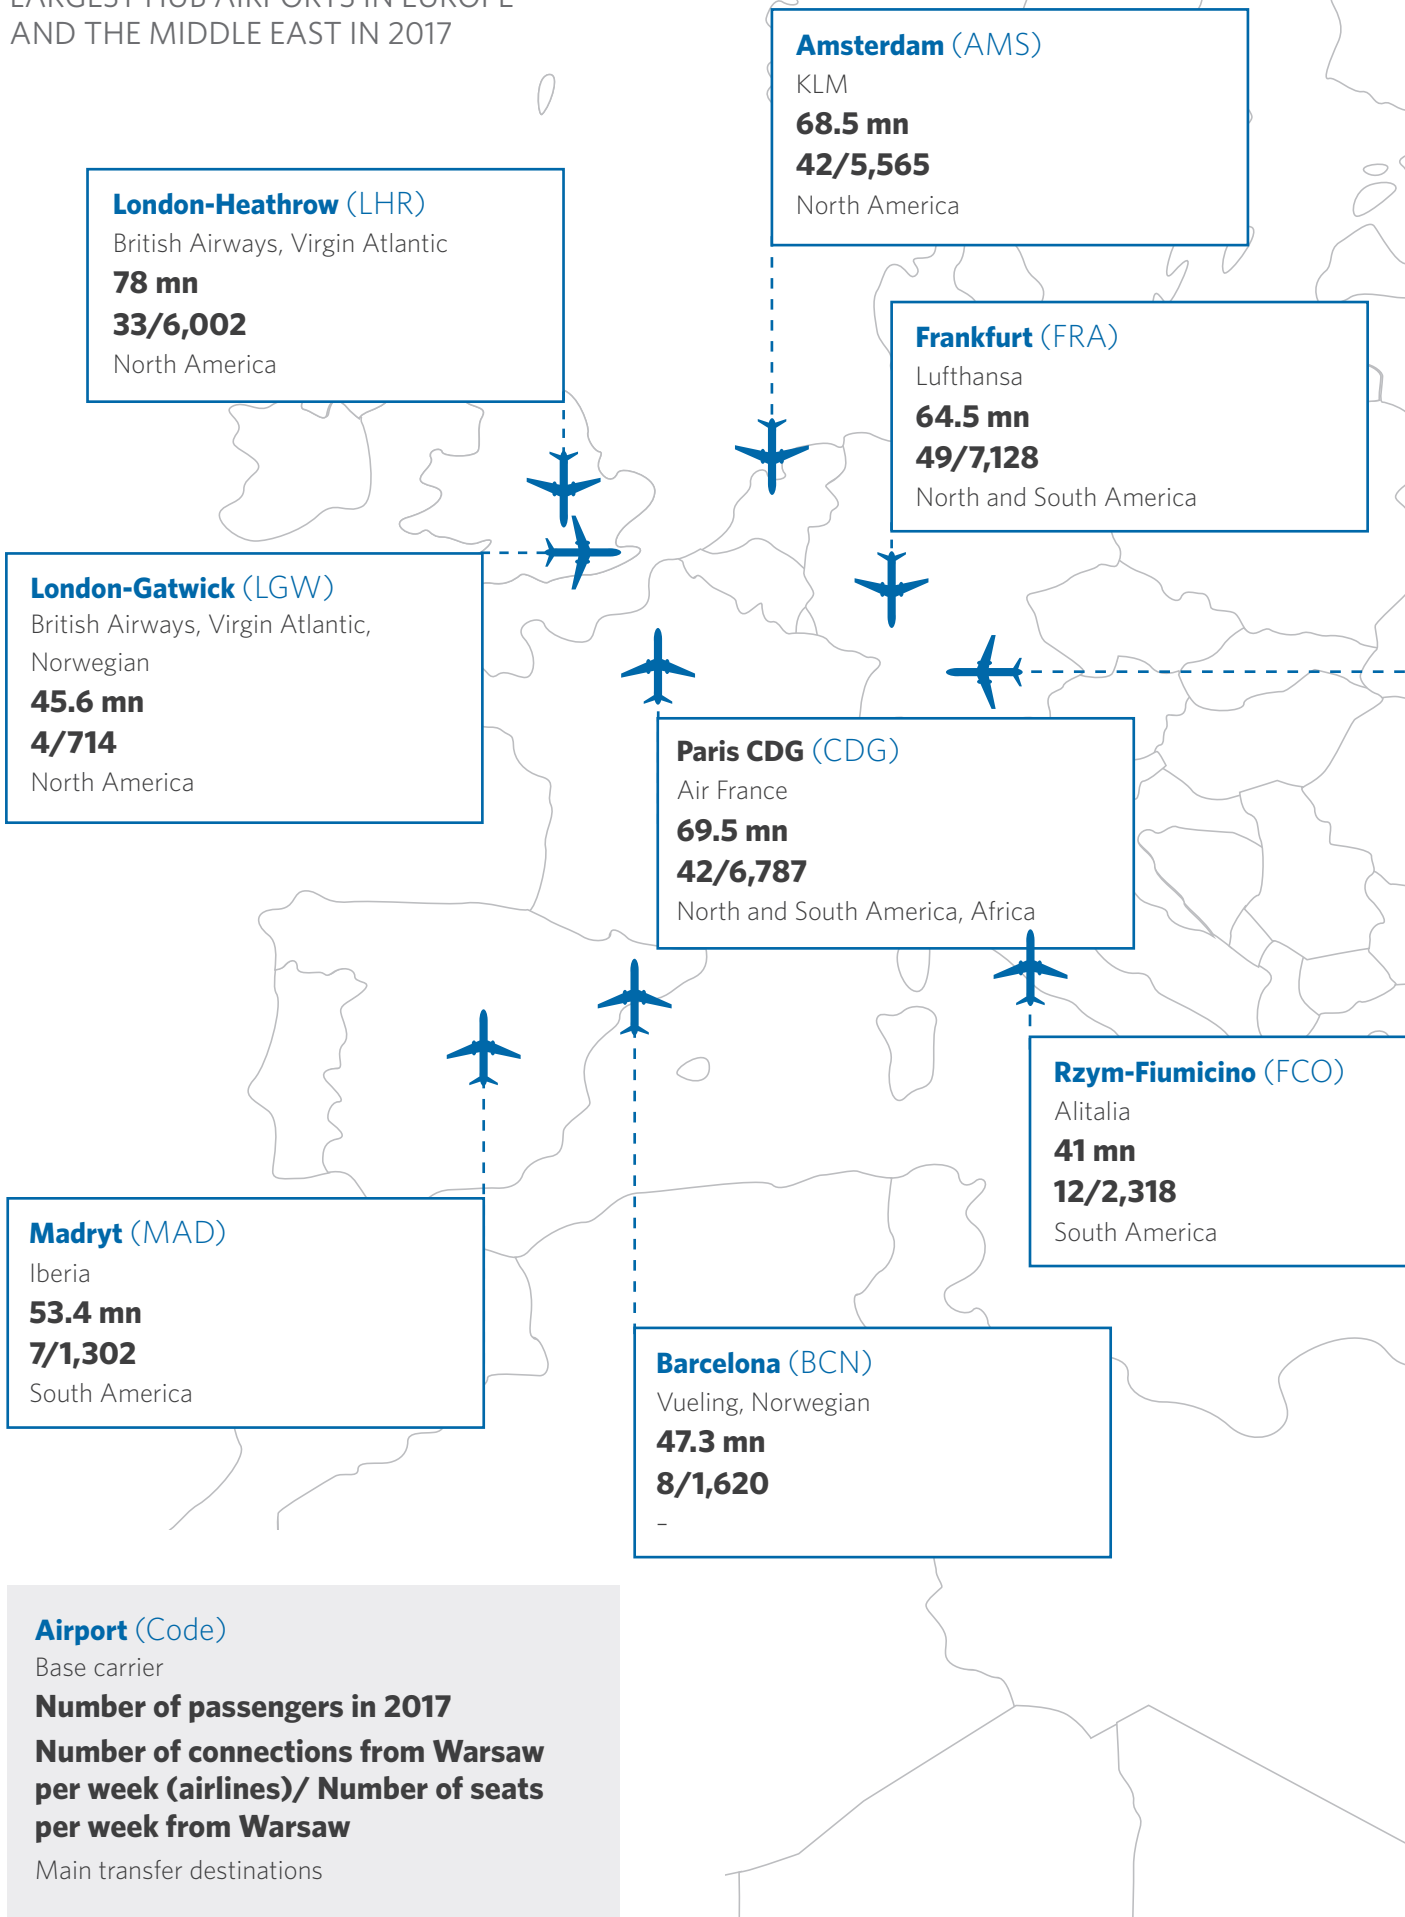 LARGEST HUB AIRPORTS IN EUROPE
AND THE MIDDLE EAST IN 2017
Amsterdam (AMS)
KLM
68.5 mn
42/5,565
North America
London-Heathrow (LHR)
British Airways, Virgin Atlantic
78 mn
33/6,002
North America
Frankfurt (FRA)
Lufthansa
64.5 mn
49/7,128
North and South America
London-Gatwick (LGW)
British Airways, Virgin Atlantic,
Norwegian
45.6 mn
4/714
North America
Paris CDG (CDG)
Air France
69.5 mn
42/6,787
North and South America, Africa
Rzym-Fiumicino (FCO)
Alitalia
41 mn
12/2,318
South America
Madryt (MAD)
Iberia
53.4 mn
7/1,302
South America
Barcelona (BCN)
Vueling, Norwegian
47.3 mn
8/1,620
–
Airport (Code)
Base carrier
Number of passengers in 2017
Number of connections from Warsaw
per week (airlines)/ Number of seats
per week from Warsaw
Main transfer destinations